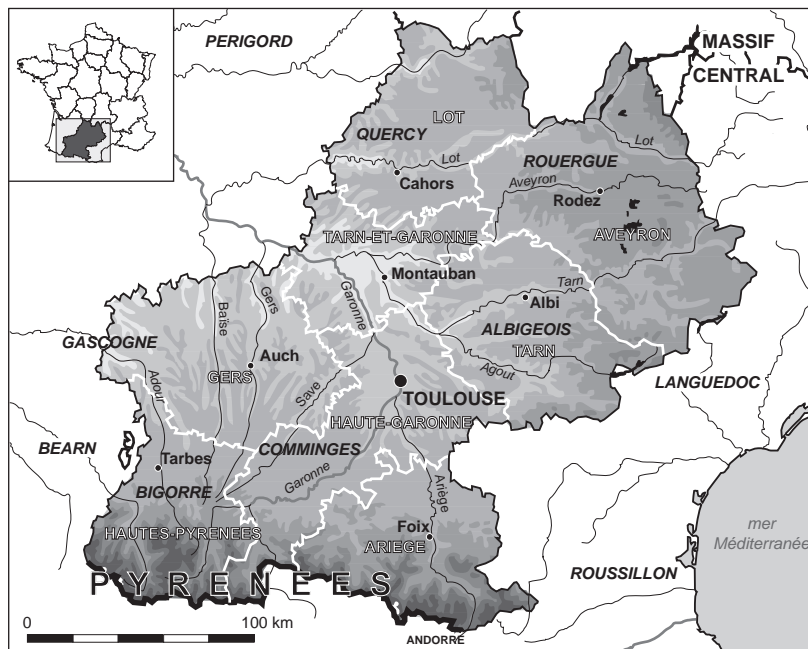 PERIGORD
MASSIF
CENTRAL
LOT
QUERCY
Lot
Lot
ROUERGUE
Cahors
Aveyron
Rodez
TARN-ET-GARONNE
AVEYRON
Montauban
Garonne
Tarn
Gers
Baïse
Albi
ALBIGEOIS
GASCOGNE
TARN
Auch
GERS
Adour
Save
Agout
TOULOUSE
LANGUEDOC
HAUTE-GARONNE
BEARN
COMMINGES
Tarbes
Garonne
Ariège
BIGORRE
HAUTES-PYRENEES
Foix
ARIEGE
mer
Méditerranée
PYRENEES
ROUSSILLON
0 100 km
ANDORRE